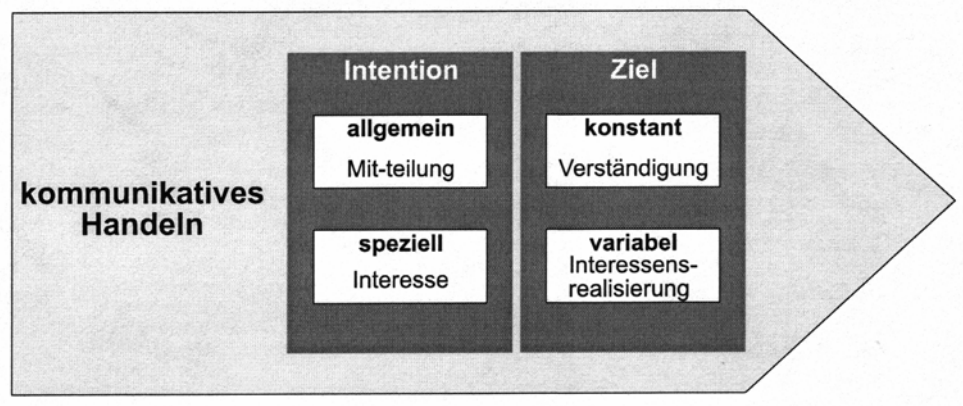 kommunikatives
Handeln
Intention
allgemein
Mit-teilung
speziell
Interesse
Ziel
konstant
Verständigung
variabel
Interessens-
realisierung